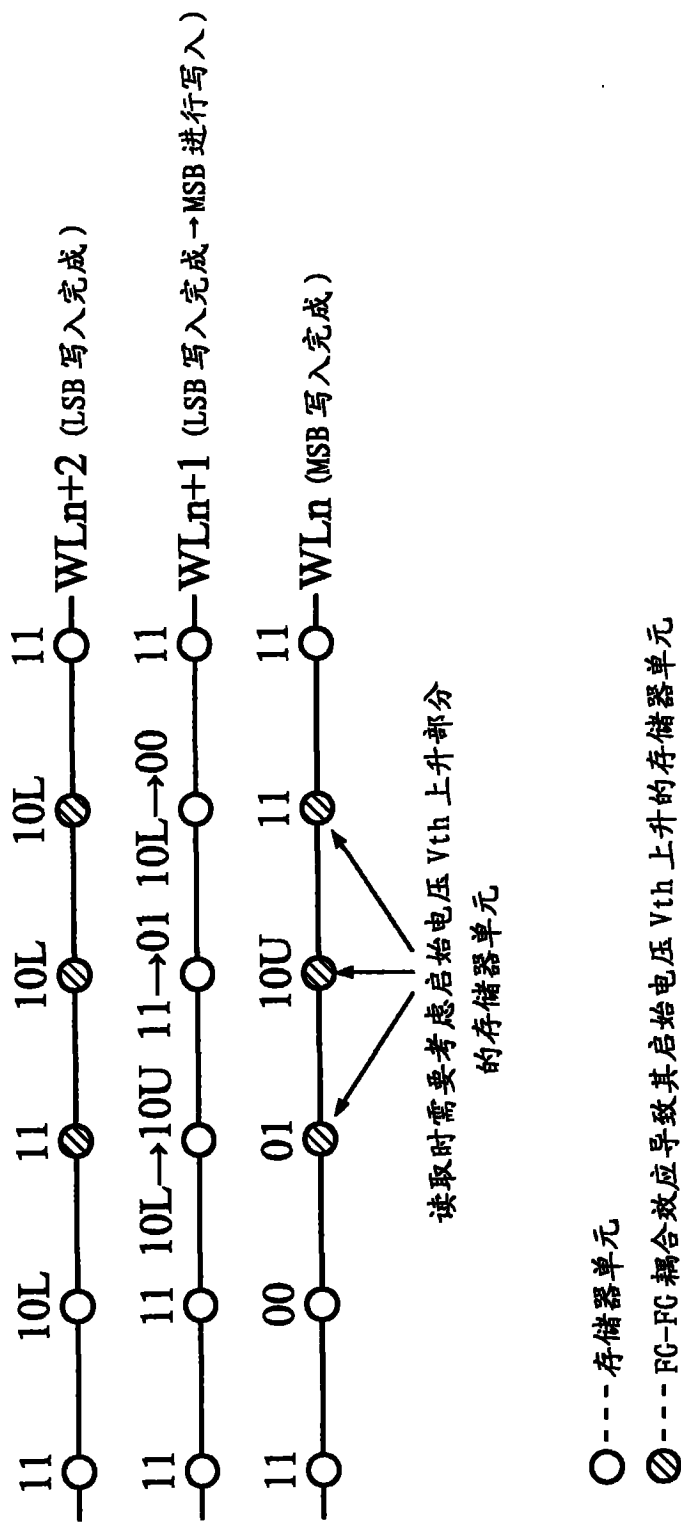 11 10L 11 10L 10L 11 WLn+2 (LSB 写入完成)
11 11 10L→10U 11→01 10L→00 11 WLn+1 (LSB 写入完成→MSB 进行写入)
11 00 01 10U 11 11 WLn (MSB 写入完成)
读取时需要考虑启始电压 Vth 上升部分
的存储器单元
存储器单元
FG-FG 耦合效应导致其启始电压 Vth 上升的存储器单元